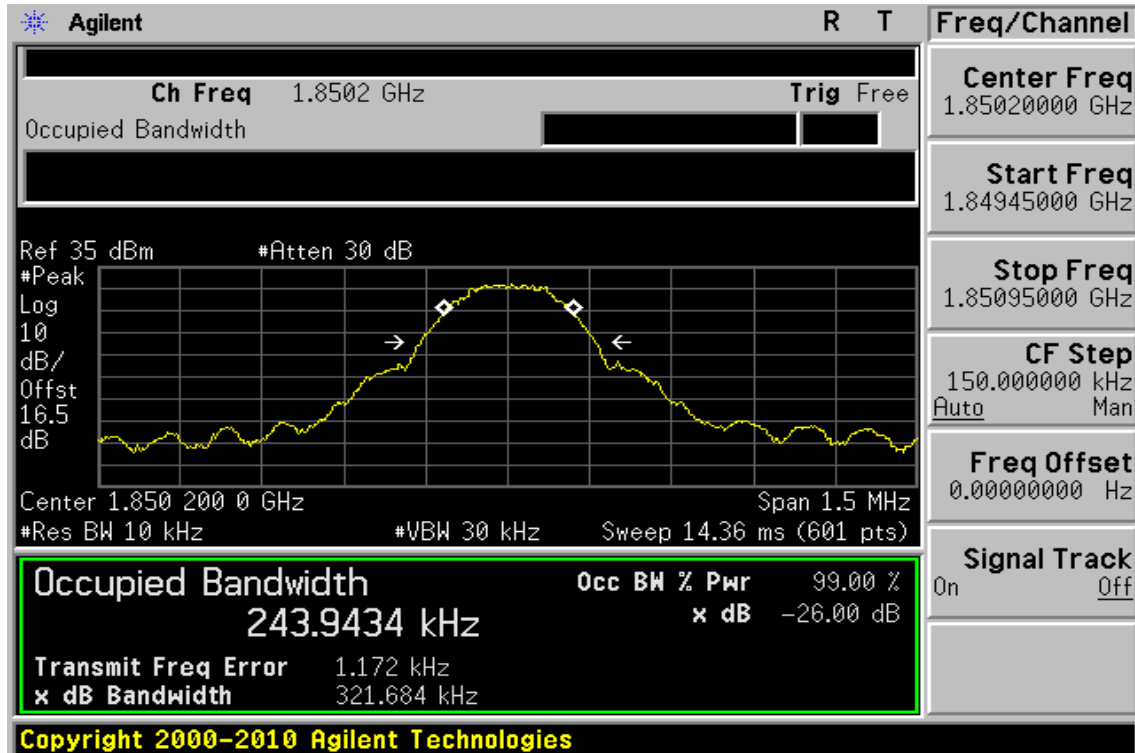 Agilent R T
Ch Freq 1.8502 GHz Trig Free
Occupied Bandwidth
Ref 35 dBm #Atten 30 dB
#Peak
Log
10
dB/
Offst
16.5
dB
Center 1.850 200 0 GHz Span 1.5 MHz
#Res BW 10 kHz #VBW 30 kHz Sweep 14.36 ms (601 pts)
Occupied Bandwidth Occ BW % Pwr 99.00 %
243.9434 kHz x dB -26.00 dB
Transmit Freq Error 1.172 kHz
x dB Bandwidth 321.684 kHz
Copyright 2000-2010 Agilent Technologies
Freq/Channel
Center Freq
1.85020000 GHz
Start Freq
1.84945000 GHz
Stop Freq
1.85095000 GHz
CF Step
150.000000 kHz
Auto Man
Freq Offset
0.00000000 Hz
Signal Track
On Off